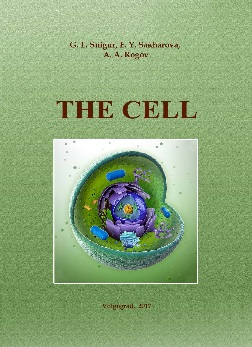 G. L. Snigur, E. Y. Sakharova,
A. A. Kogov
THE CELL
Volgograd, 2017